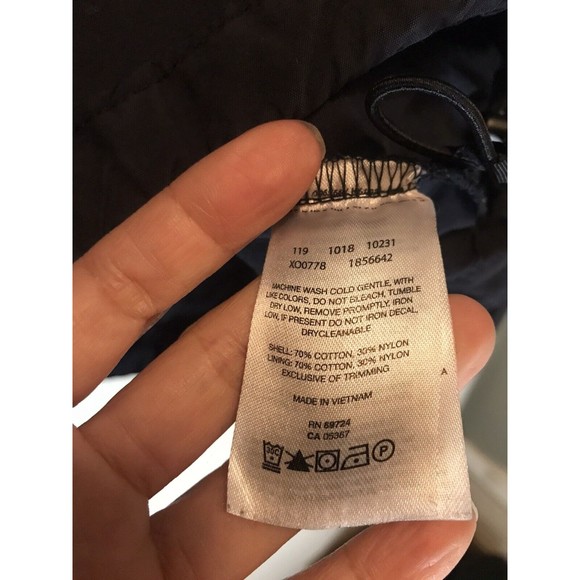 119 1018 10231
XO0778 1856642
MACHINE WASH COLD GENTLE, WITH
LIKE COLORS, DO NOT BLEACH, TUMBLE
DRY LOW, REMOVE PROMPTLY, IRON
LOW, IF PRESENT DO NOT IRON DECAL,
DRYCLEANABLE
SHELL: 70% COTTON, 30% NYLON
LINING: 70% COTTON, 30% NYLON
EXCLUSIVE OF TRIMMING
A
MADE IN VIETNAM
RN 69724
CA 05367
30C P